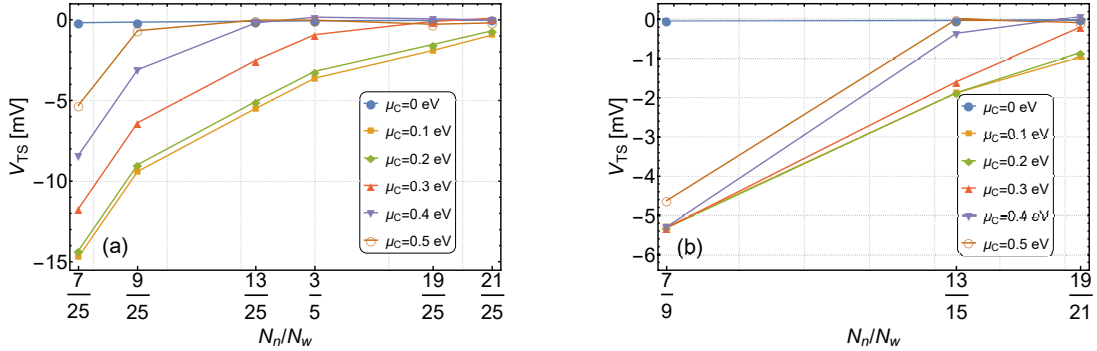 V_TS [mV]
0
−5
−10
−15
μC=0 eV
μC=0.1 eV
μC=0.2 eV
μC=0.3 eV
μC=0.4 eV
μC=0.5 eV
(a)
7/25 9/25 13/25 3/5 19/25 21/25
N_n/N_w
V_TS [mV]
0
−1
−2
−3
−4
−5
−6
μC=0 eV
μC=0.1 eV
μC=0.2 eV
μC=0.3 eV
μC=0.4 eV
μC=0.5 eV
(b)
7/9 13/15 19/21
N_n/N_w